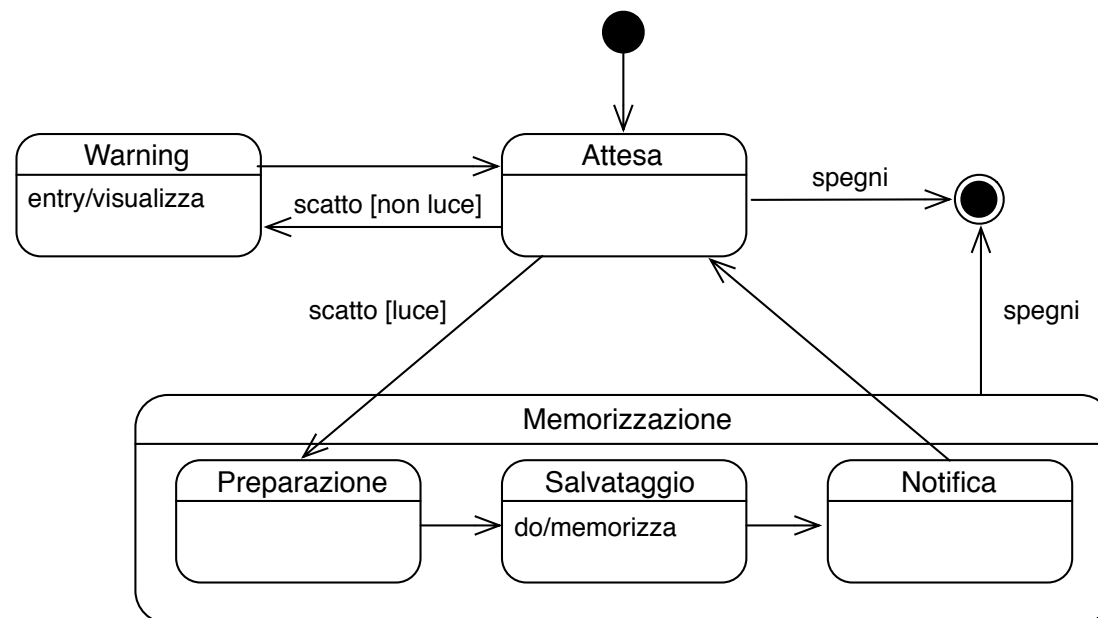 Warning
Attesa
entry/visualizza
spegni
scatto [non luce]
scatto [luce]
spegni
Memorizzazione
Preparazione
Salvataggio
Notifica
do/memorizza